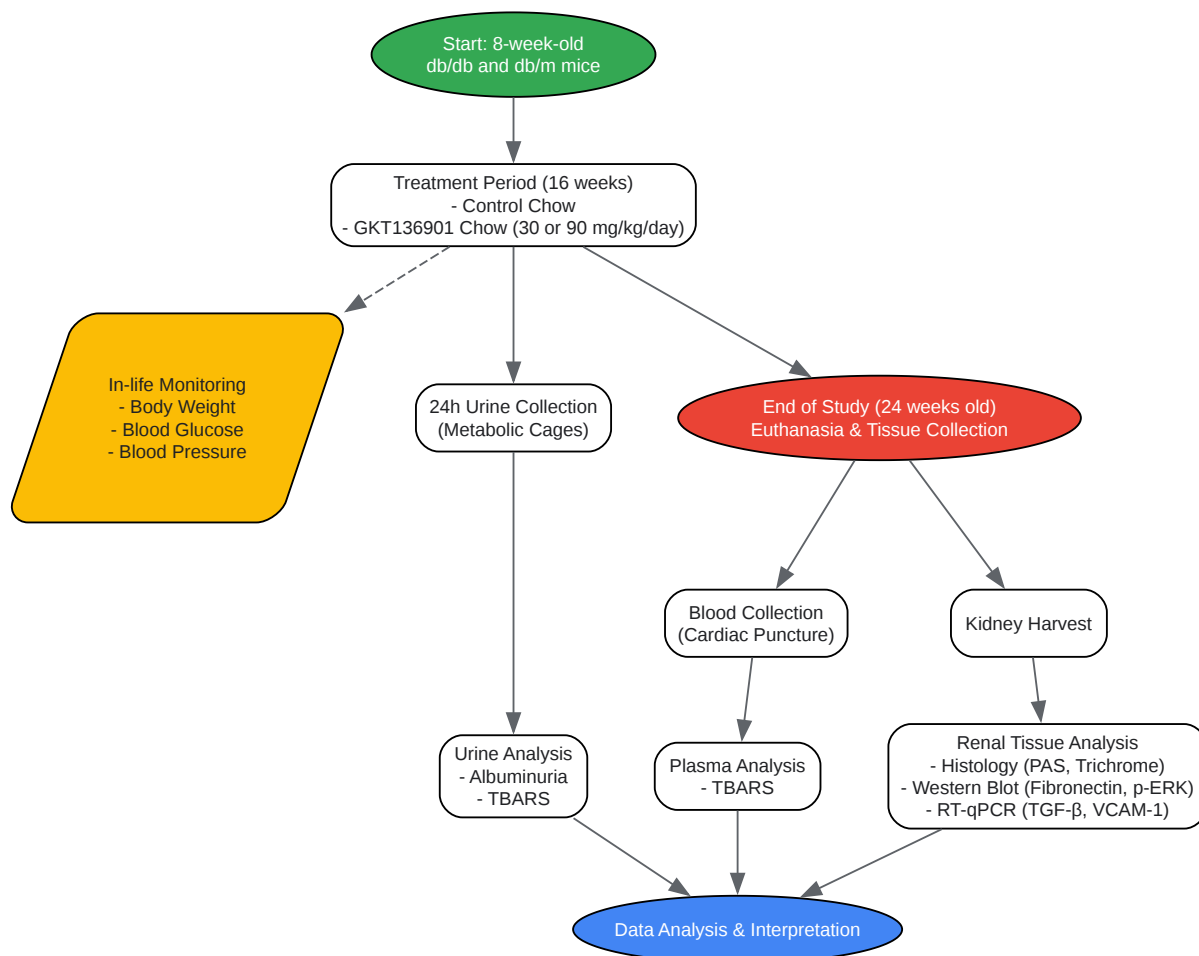 Start: 8-week-old
db/db and db/m mice
Treatment Period (16 weeks)
- Control Chow
- GKT136901 Chow (30 or 90 mg/kg/day)
In-life Monitoring
- Body Weight
- Blood Glucose
- Blood Pressure
24h Urine Collection
(Metabolic Cages)
End of Study (24 weeks old)
Euthanasia & Tissue Collection
Blood Collection
(Cardiac Puncture)
Kidney Harvest
Urine Analysis
- Albuminuria
- TBARS
Plasma Analysis
- TBARS
Renal Tissue Analysis
- Histology (PAS, Trichrome)
- Western Blot (Fibronectin, p-ERK)
- RT-qPCR (TGF-β, VCAM-1)
Data Analysis & Interpretation